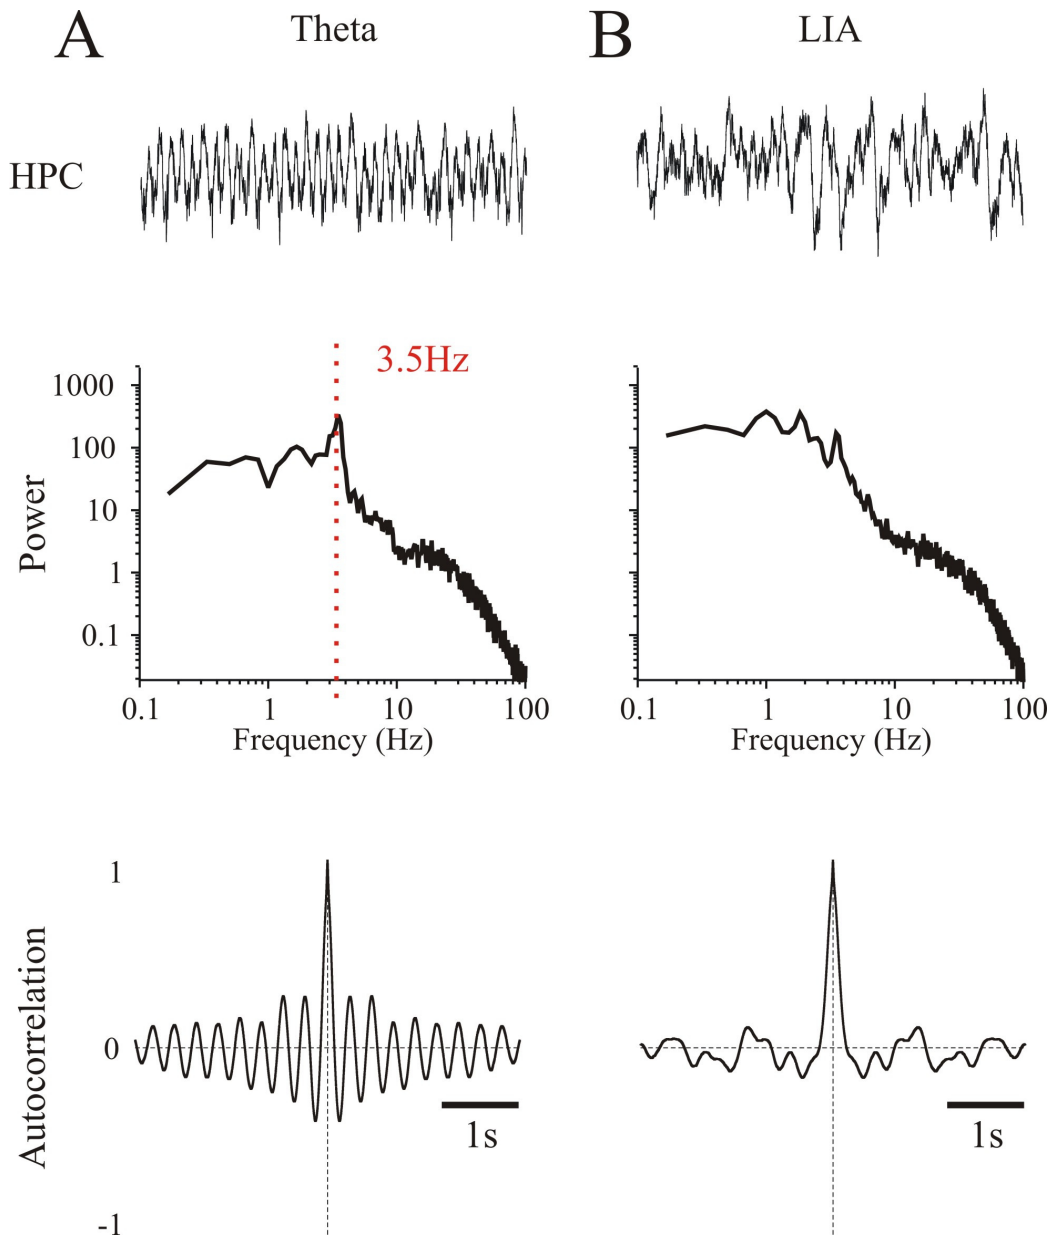 A
Theta
B
LIA
HPC
3.5Hz
Power
1000
100
10
1
0.1
0.1 1 10 100
Frequency (Hz)
0.1 1 10 100
Frequency (Hz)
Autocorrelation
1
0
-1
1s
1s